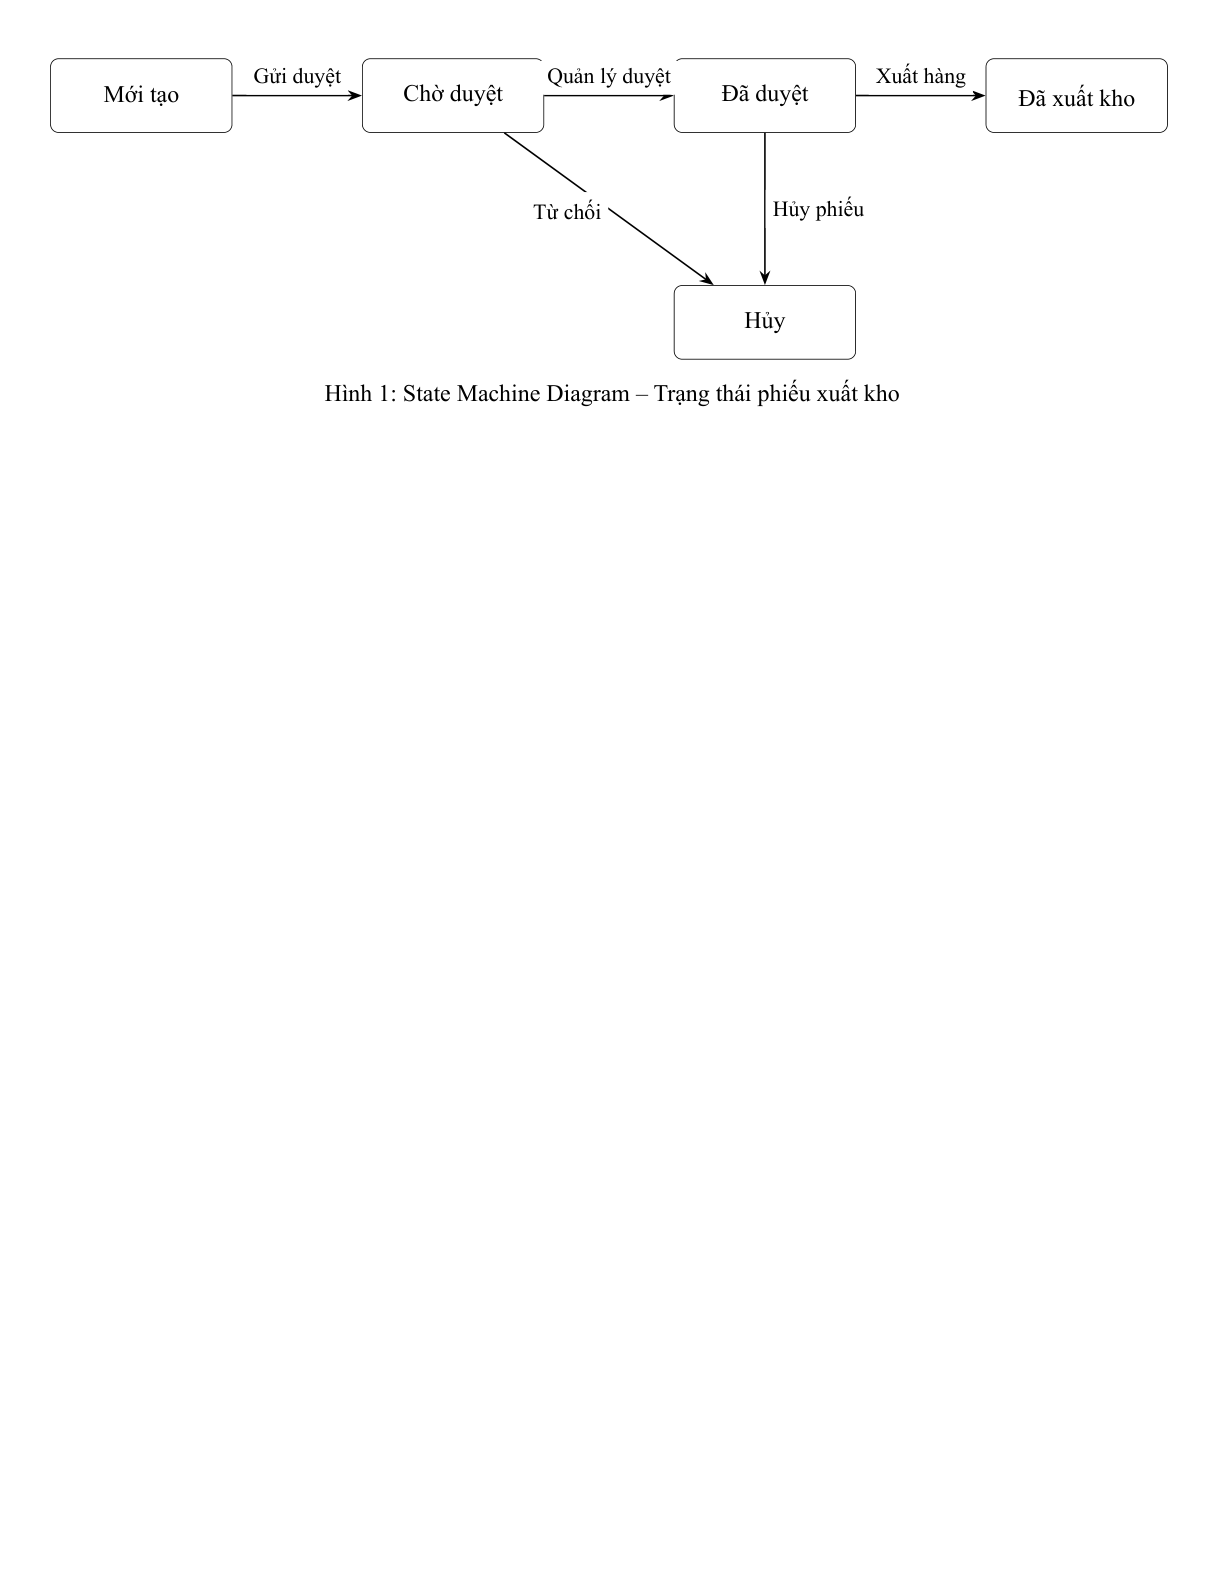 Mới tạo
Gửi duyệt
Chờ duyệt
Quản lý duyệt
Đã duyệt
Xuất hàng
Đã xuất kho
Từ chối
Hủy phiếu
Hủy
Hình 1: State Machine Diagram – Trạng thái phiếu xuất kho